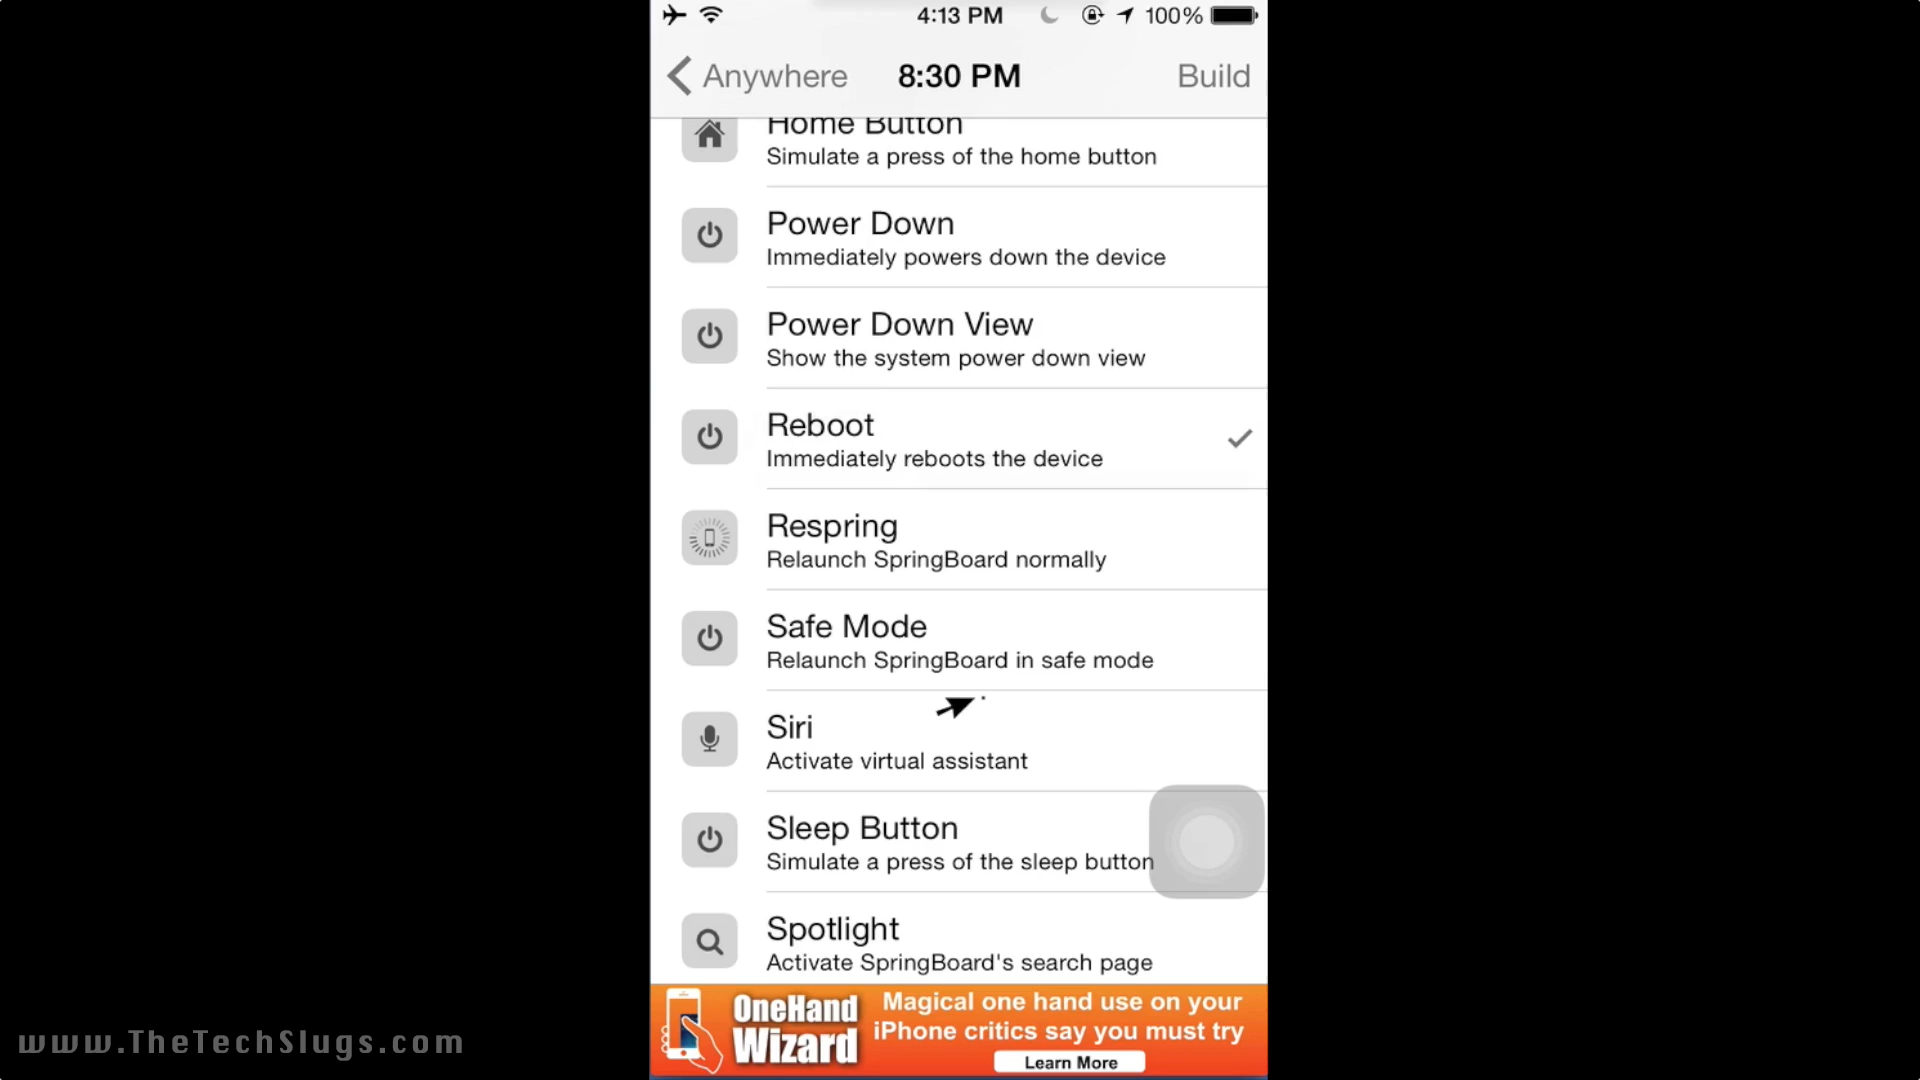 4:13 PM 100%
Anywhere 8:30 PM Build
Home Button
Simulate a press of the home button
Power Down
Immediately powers down the device
Power Down View
Show the system power down view
Reboot
Immediately reboots the device
Respring
Relaunch SpringBoard normally
Safe Mode
Relaunch SpringBoard in safe mode
Siri
Activate virtual assistant
Sleep Button
Simulate a press of the sleep button
Spotlight
Activate SpringBoard's search page
OneHand
Wizard
Magical one hand use on your
iPhone critics say you must try
Learn More
www.TheTechSlugs.com